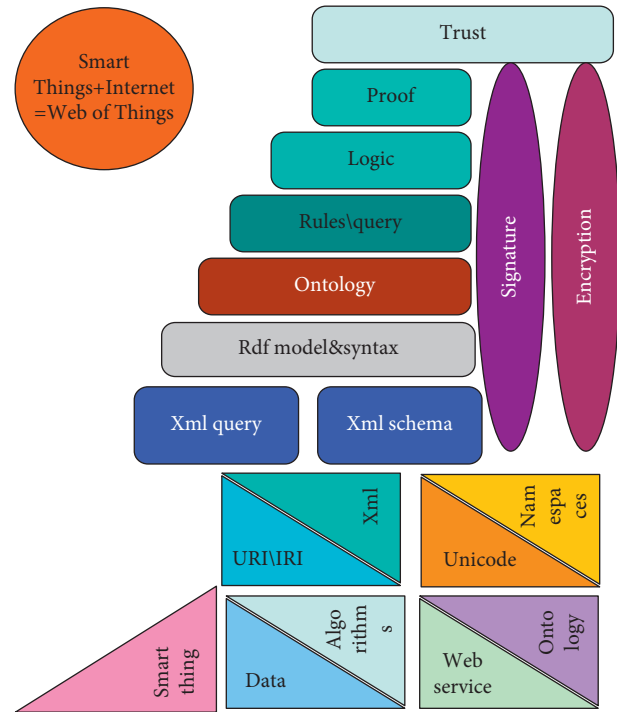 Smart
Things+Internet
=Web of Things
Trust
Proof
Logic
Rules\query
Ontology
Rdf model&syntax
Xml query
Xml schema
Signature
Encryption
Xml
URI\IRI
Nam
espa
ces
Unicode
Smart
thing
Algo
rithm
s
Data
Onto
logy
Web
service